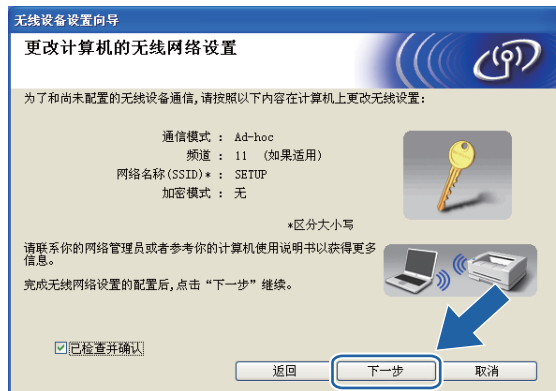 无线设备设置向导
更改计算机的无线网络设置
为了和尚未配置的无线设备通信,请按照以下内容在计算机上更改无线设置:
通信模式 : Ad-hoc
频道 : 11 (如果适用)
网络名称(SSID)* : SETUP
加密模式 : 无
*区分大小写
请联系你的网络管理员或者参考你的计算机使用说明书以获得更多
信息。
完成无线网络设置的配置后,点击“下一步”继续。
已检查并确认
返回 下一步 取消